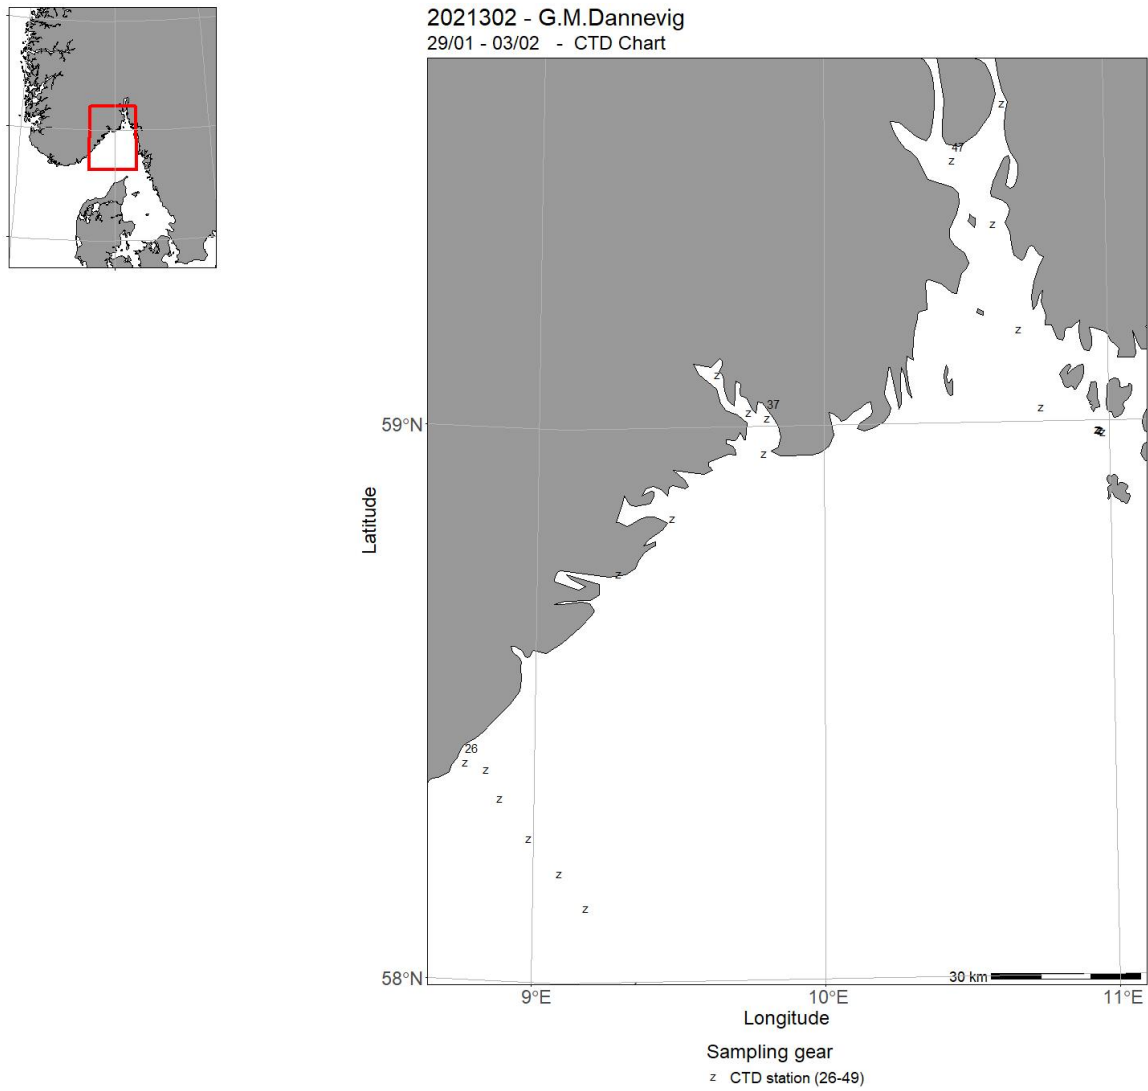 2021302 - G.M.Dannevig
29/01 - 03/02 - CTD Chart
z
47
z
z
z
z
37
z
z
z
z
z
z
z
z
z
26
z
z
z
z
z
z
59°N
58°N
Latitude
30 km
9°E
10°E
11°E
Longitude
Sampling gear
z CTD station (26-49)